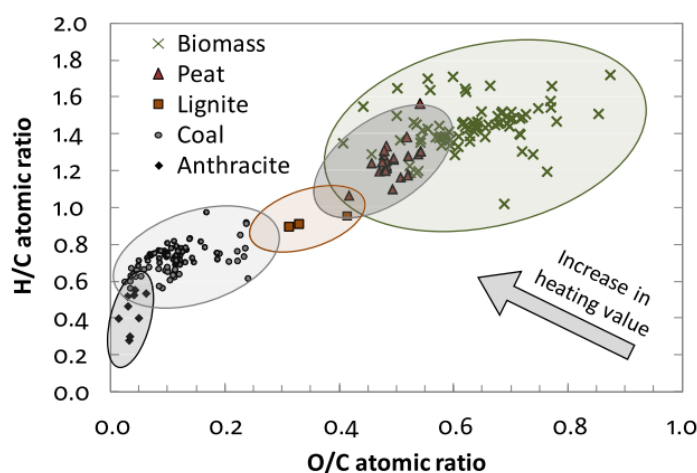 2.0
1.8
1.6
1.4
1.2
1.0
0.8
0.6
0.4
0.2
0.0
H/C atomic ratio
Biomass
Peat
Lignite
Coal
Anthracite
Increase in
heating value
0.0 0.2 0.4 0.6 0.8 1.0
O/C atomic ratio